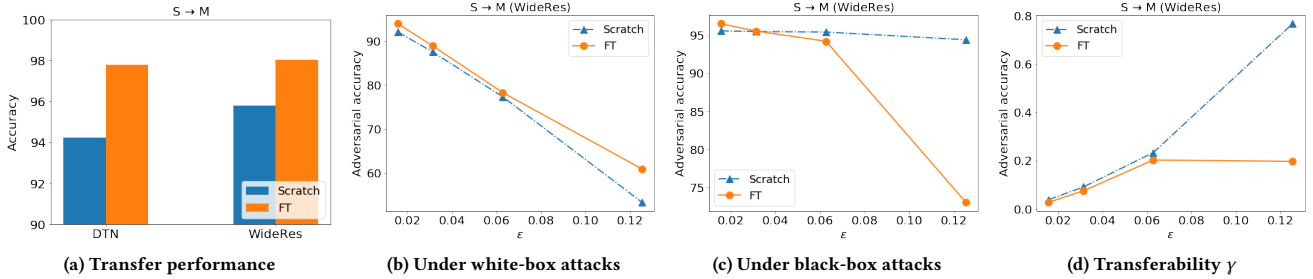 S → M
Accuracy
100
98
96
94
92
90
Scratch
FT
DTN
WideRes
(a) Transfer performance
S → M (WideRes)
Adversarial accuracy
90
80
70
60
Scratch
FT
0.02 0.04 0.06 0.08 0.10 0.12
ε
(b) Under white-box attacks
S → M (WideRes)
Adversarial accuracy
95
90
85
80
75
Scratch
FT
0.02 0.04 0.06 0.08 0.10 0.12
ε
(c) Under black-box attacks
S → M (WideRes)
Adversarial accuracy
0.8
0.6
0.4
0.2
0.0
Scratch
FT
0.02 0.04 0.06 0.08 0.10 0.12
ε
(d) Transferability γ